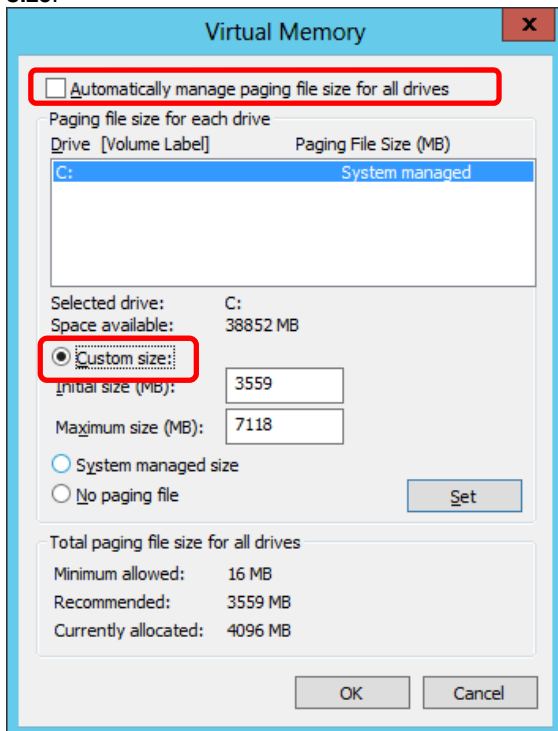 size.
Virtual Memory
x
Automatically manage paging file size for all drives
Paging file size for each drive
Drive [Volume Label] Paging File Size (MB)
C: System managed
Selected drive: C:
Space available: 38852 MB
Custom size:
Initial size (MB): 3559
Maximum size (MB): 7118
System managed size
No paging file Set
Total paging file size for all drives
Minimum allowed: 16 MB
Recommended: 3559 MB
Currently allocated: 4096 MB
OK Cancel